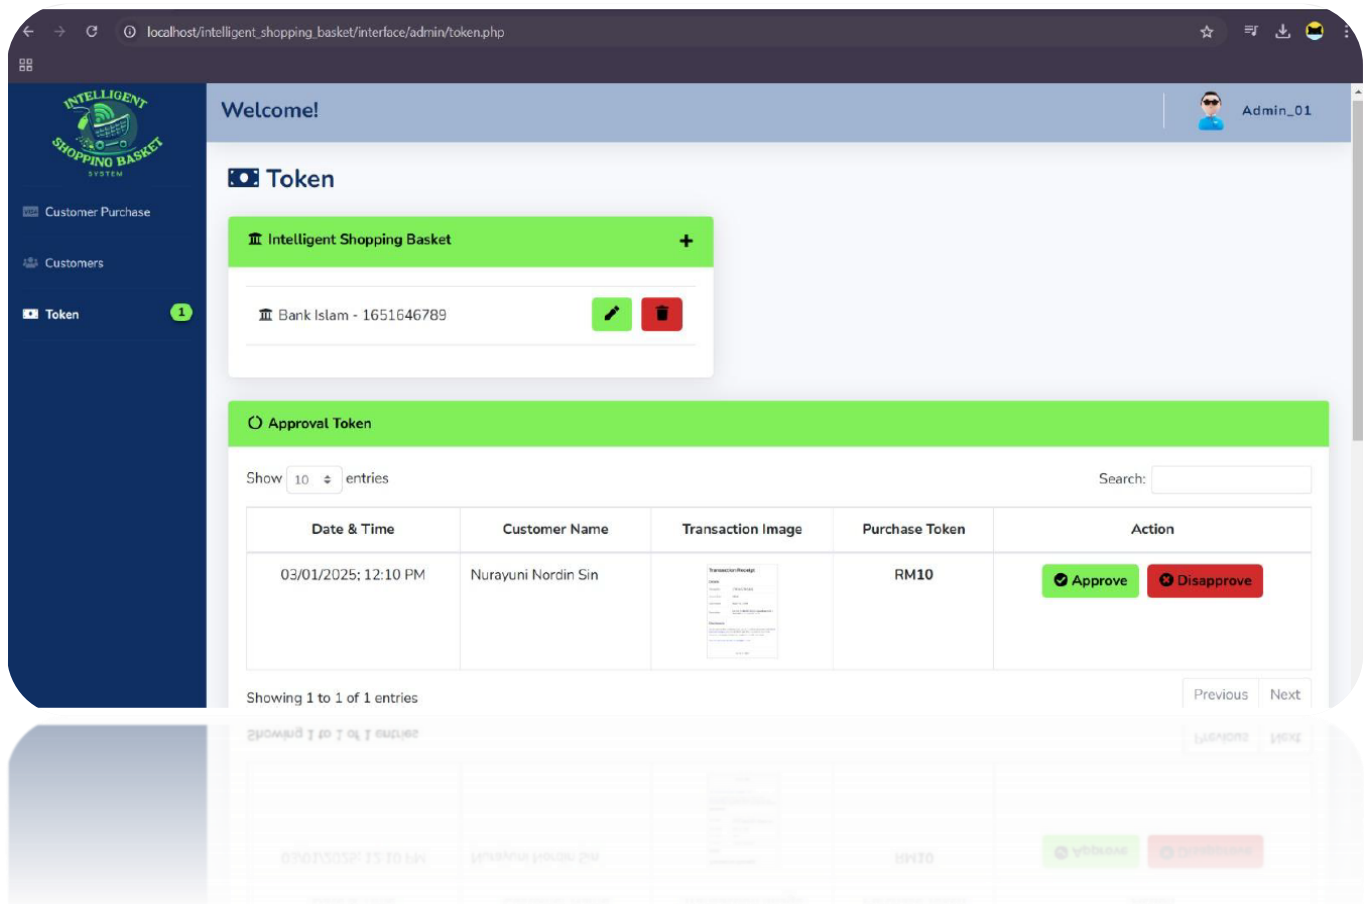 localhost/intelligent_shopping_basket/interface/admin/token.php
INTELLIGENT
SHOPPING BASKET
SYSTEM
Welcome!
Admin_01
Customer Purchase
Customers
Token
1
Token
Intelligent Shopping Basket
Bank Islam - 1651646789
Approval Token
Show 10 entries
Search:
Date & Time Customer Name Transaction Image Purchase Token Action
03/01/2025; 12:10 PM Nurayuni Nordin Sin RM10 Approve Disapprove
Transaction Receipt
Showing 1 to 1 of 1 entries
Previous Next